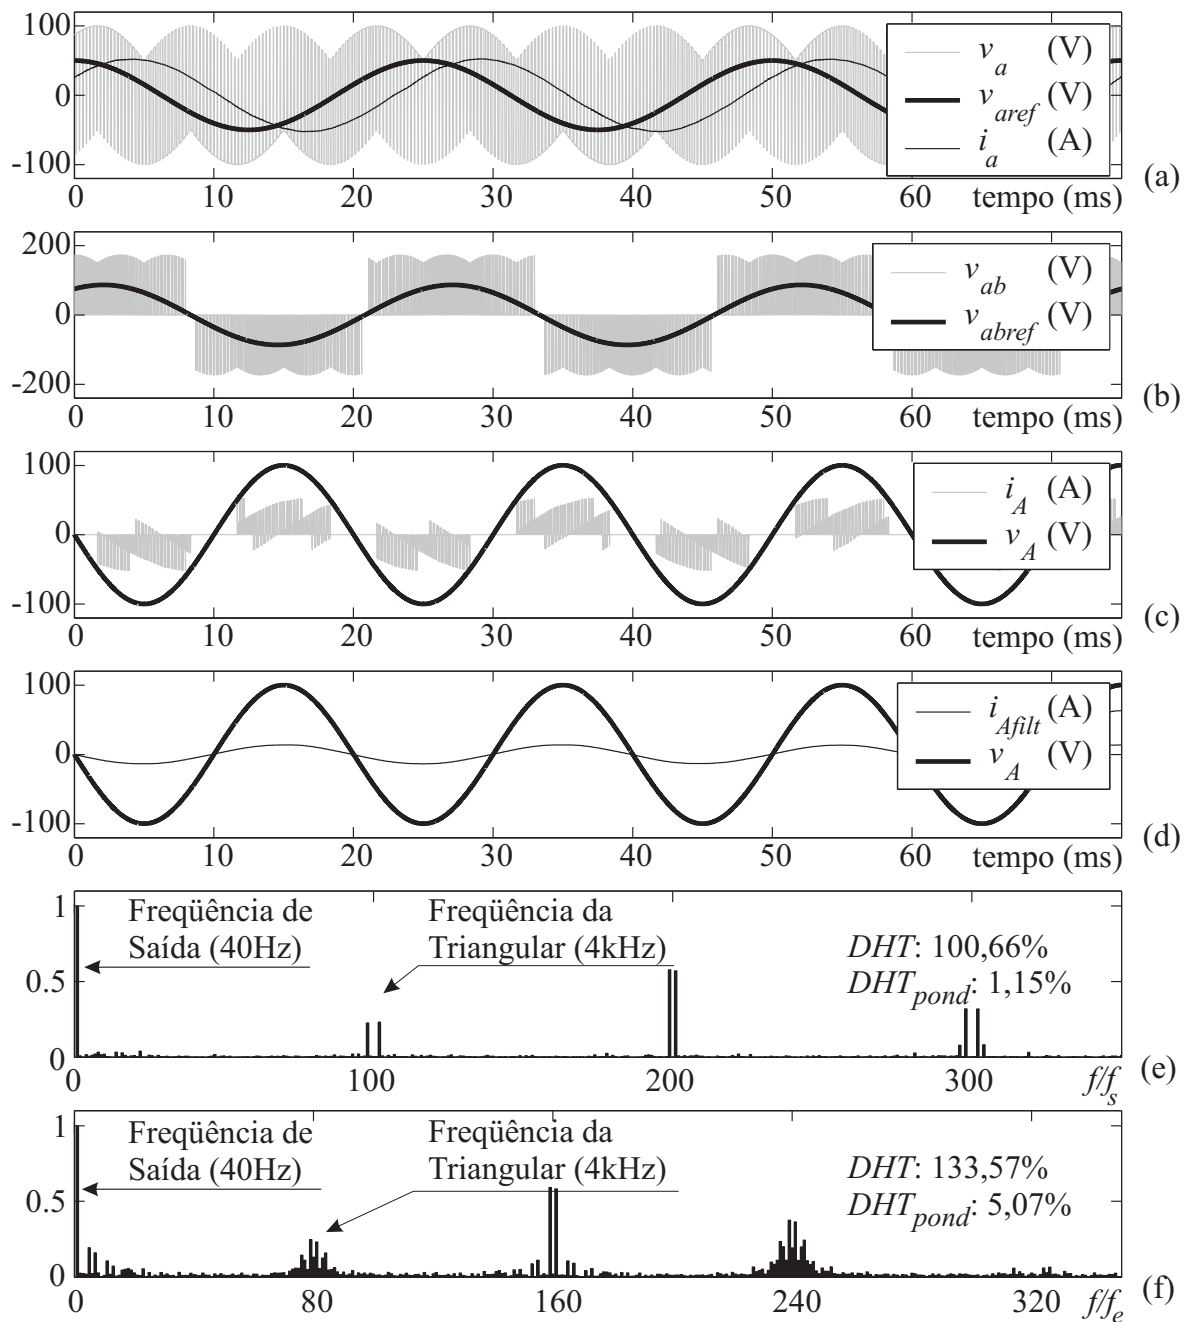 100
0
-100
v_a (V)
v_aref (V)
i_a (A)
0 10 20 30 40 50 60 tempo (ms)
(a)
200
0
-200
v_ab (V)
v_abref (V)
0 10 20 30 40 50 60 tempo (ms)
(b)
100
0
-100
i_A (A)
v_A (V)
0 10 20 30 40 50 60 tempo (ms)
(c)
100
0
-100
i_Afilt (A)
v_A (V)
0 10 20 30 40 50 60 tempo (ms)
(d)
1
0.5
0
Freqüência de
Saída (40Hz)
Freqüência da
Triangular (4kHz)
DHT: 100,66%
DHT_pond: 1,15%
0 100 200 300 f/f_s
(e)
1
0.5
0
Freqüência de
Saída (40Hz)
Freqüência da
Triangular (4kHz)
DHT: 133,57%
DHT_pond: 5,07%
0 80 160 240 320 f/f_e
(f)